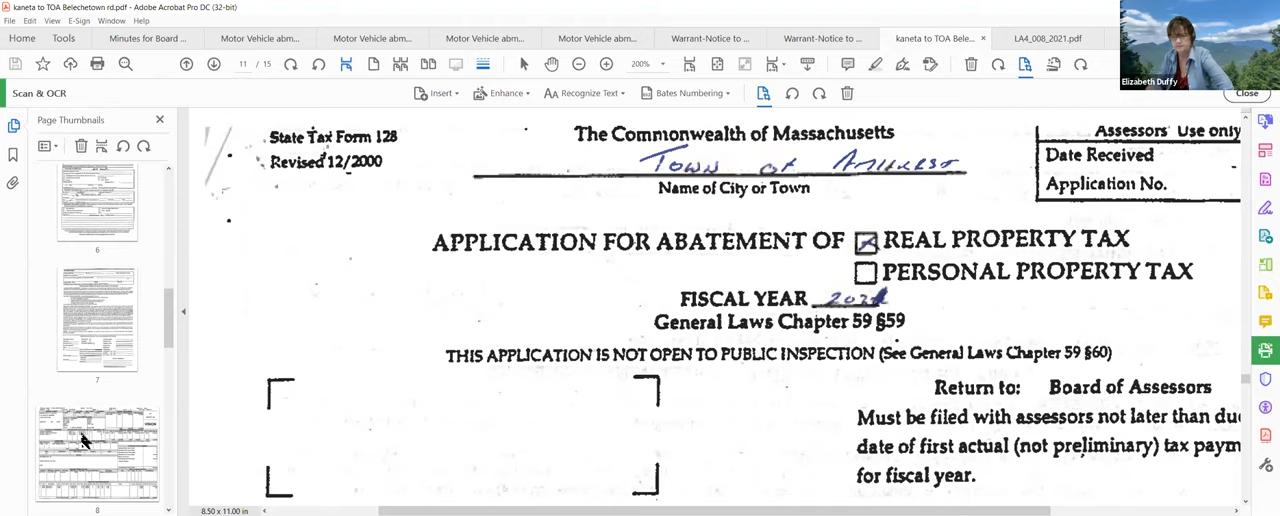 kaneta to TOA Belechetown rd.pdf - Adobe Acrobat Pro DC (32-bit)
File Edit View E-Sign Window Help
Home Tools Minutes for Board ... Motor Vehicle abm... Motor Vehicle abm... Motor Vehicle abm... Motor Vehicle abm... Warrant-Notice to ... Warrant-Notice to ... kaneta to TOA Bele... × LA4_008_2021.pdf
11 / 15 200%
Elizabeth Duffy
Scan & OCR Insert Enhance Recognize Text Bates Numbering Close
Page Thumbnails
6
7
VISION
8
State Tax Form 128
Revised 12/2000
The Commonwealth of Massachusetts
Town of Amherst
Name of City or Town
Assessors' Use only
Date Received
Application No.
APPLICATION FOR ABATEMENT OF REAL PROPERTY TAX
PERSONAL PROPERTY TAX
FISCAL YEAR 2021
General Laws Chapter 59 §59
THIS APPLICATION IS NOT OPEN TO PUBLIC INSPECTION (See General Laws Chapter 59 §60)
Return to: Board of Assessors
Must be filed with assessors not later than du
date of first actual (not preliminary) tax paym
for fiscal year.
8.50 x 11.00 in